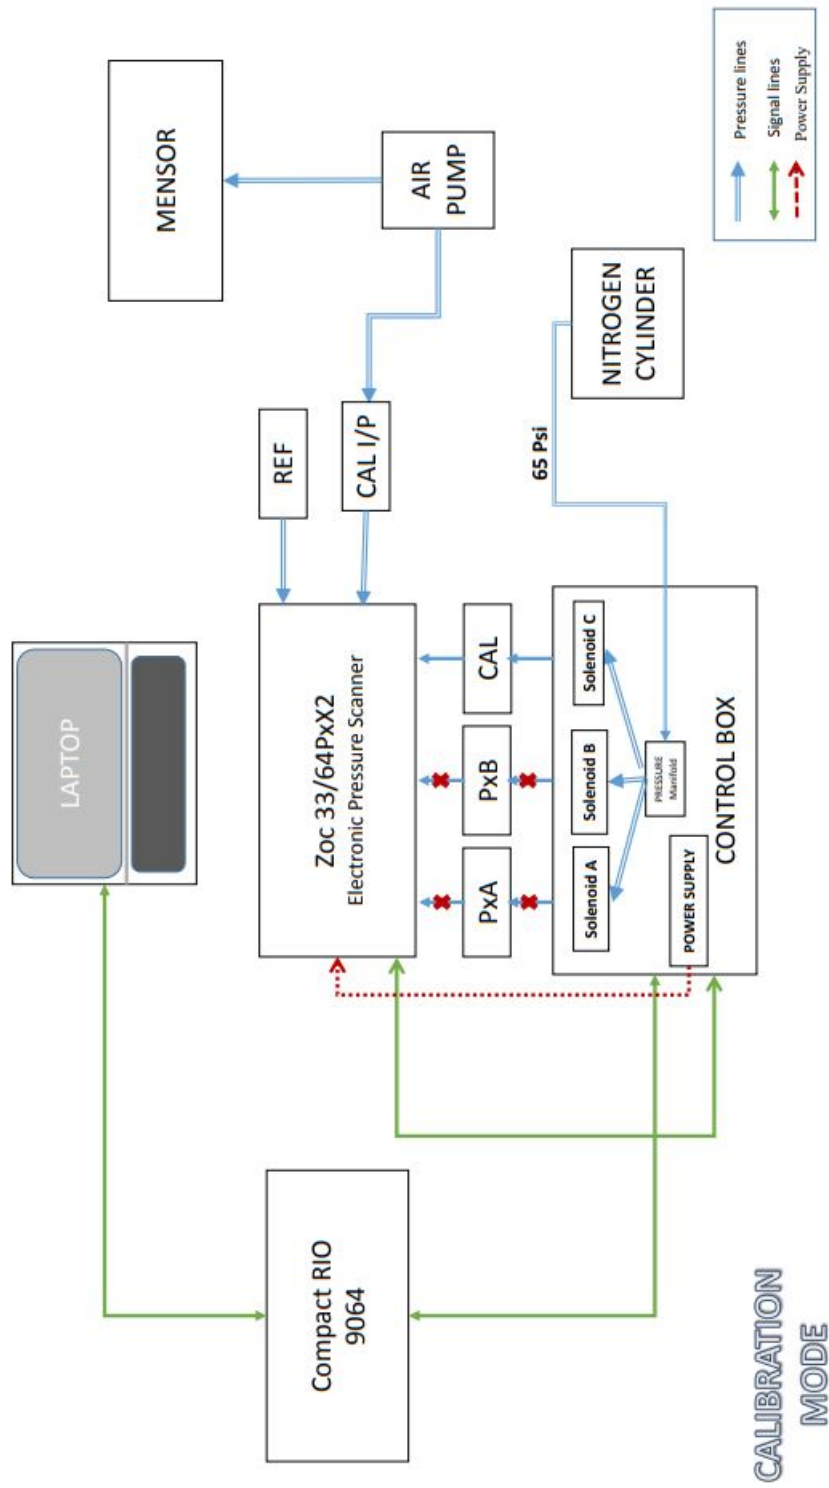 LAPTOP
Compact RIO
9064
Zoc 33/64PxX2
Electronic Pressure Scanner
REF
CAL I/P
MENSOR
AIR
PUMP
PxA
PxB
CAL
65 Psi
NITROGEN
CYLINDER
Solenoid A
Solenoid B
Solenoid C
PRESSURE
Manifold
POWER SUPPLY
CONTROL BOX
CALIBRATION
MODE
Pressure lines
Signal lines
Power Supply